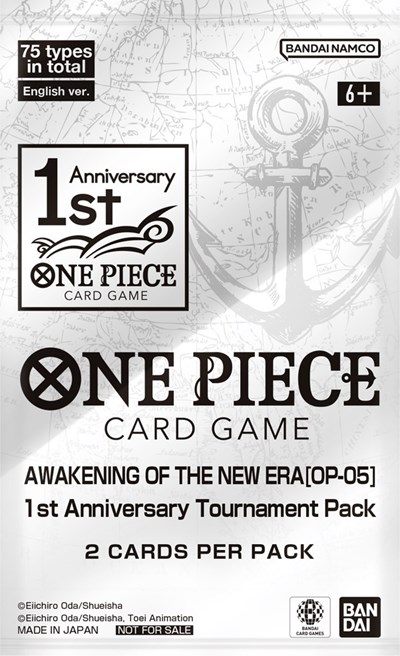 75 types
in total
English ver.
BANDAI NAMCO
6+
1st Anniversary
ONE PIECE
CARD GAME
ONE PIECE
CARD GAME
AWAKENING OF THE NEW ERA[OP-05]
1st Anniversary Tournament Pack
2 CARDS PER PACK
©Eiichiro Oda/Shueisha
©Eiichiro Oda/Shueisha, Toei Animation
MADE IN JAPAN NOT FOR SALE
BANDAI
CARD GAMES
BAN
DAI